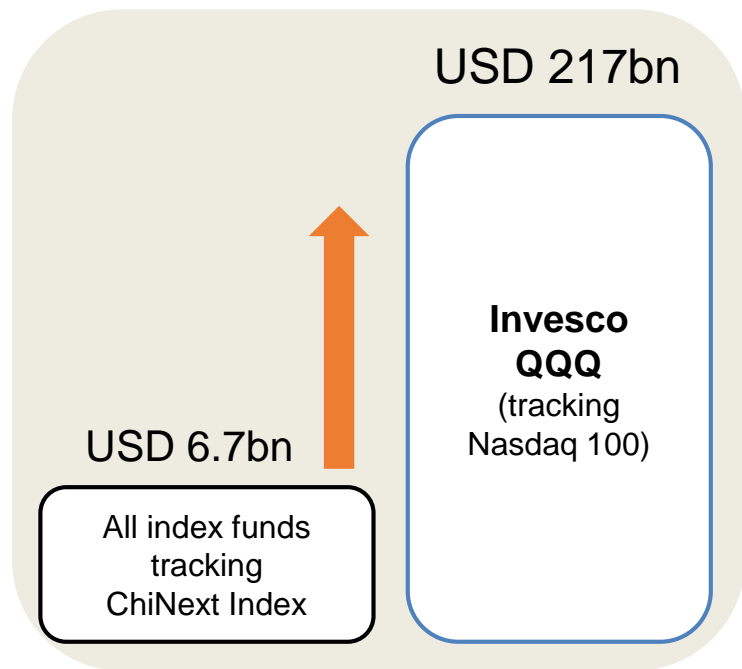 USD 217bn
Invesco
QQQ
(tracking
Nasdaq 100)
USD 6.7bn
All index funds
tracking
ChiNext Index